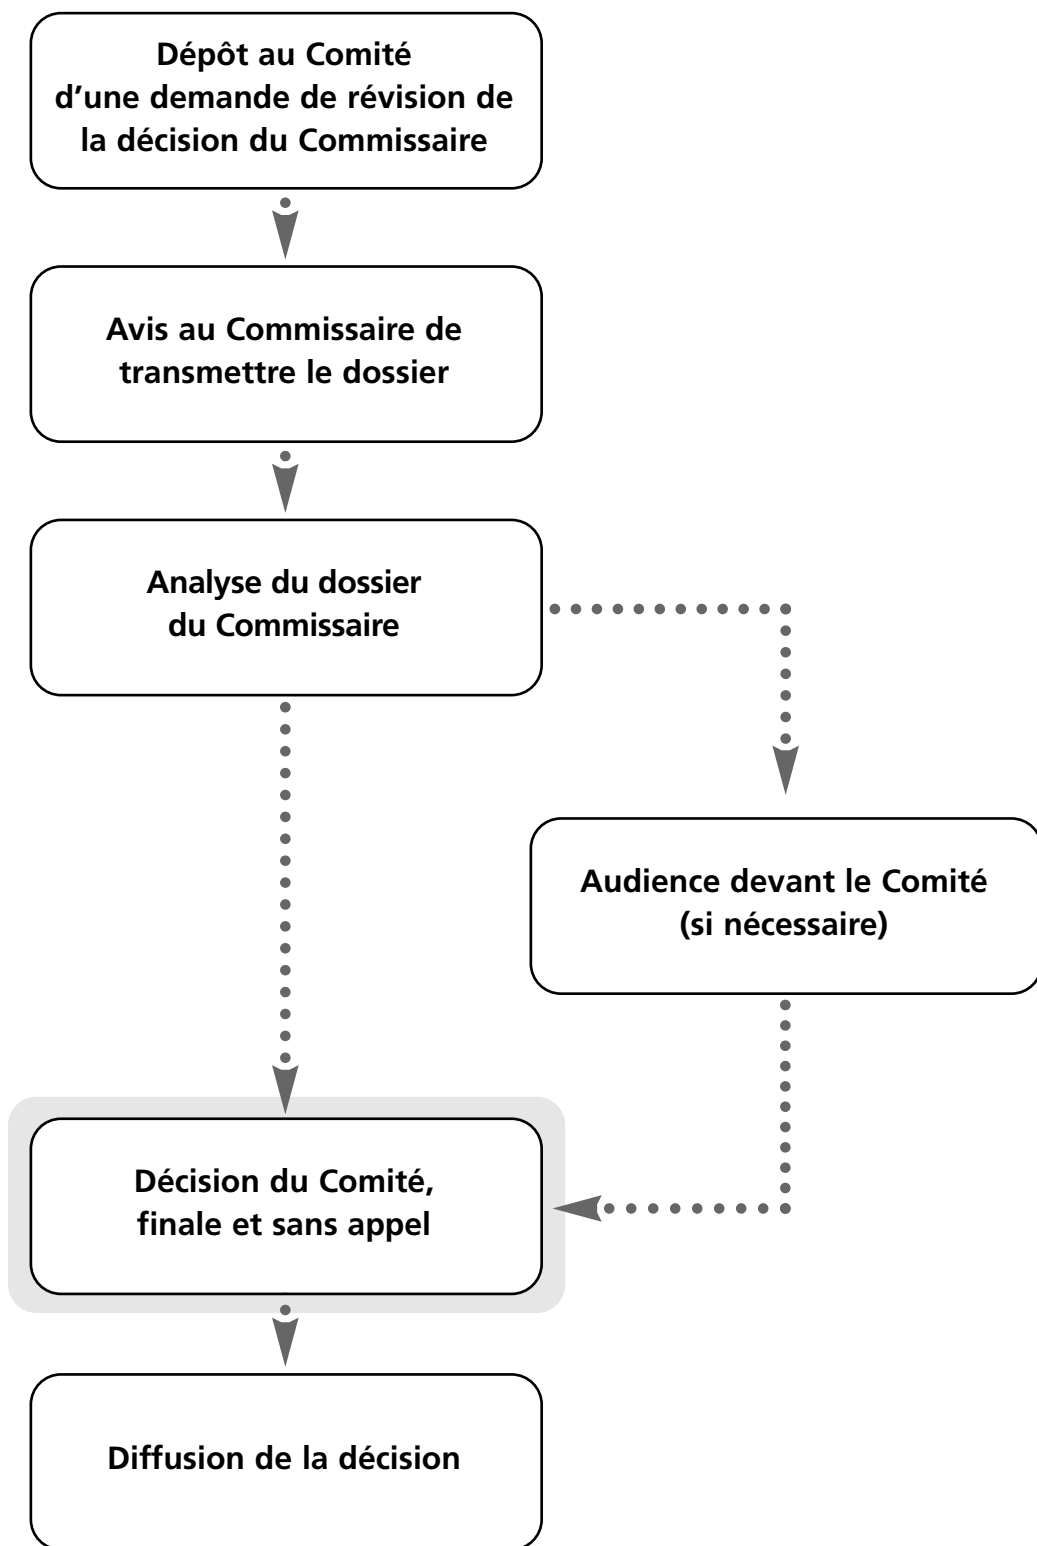 Dépôt au Comité
d’une demande de révision de
la décision du Commissaire
Avis au Commissaire de
transmettre le dossier
Analyse du dossier
du Commissaire
Audience devant le Comité
(si nécessaire)
Décision du Comité,
finale et sans appel
Diffusion de la décision